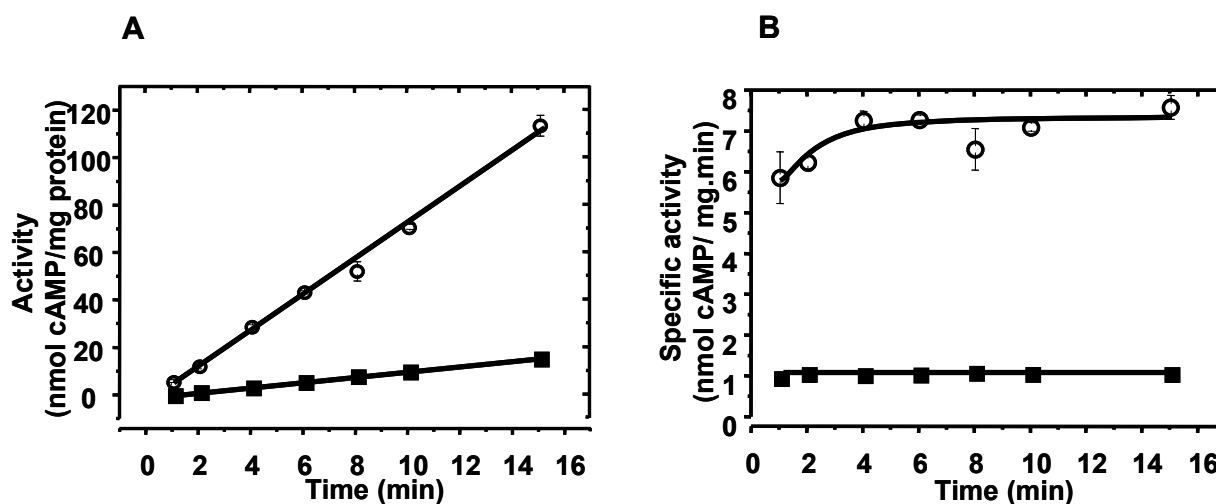 A
Activity
(nmol cAMP/mg protein)
120
100
80
60
40
20
0
0 2 4 6 8 10 12 14 16
Time (min)
B
Specific activity
(nmol cAMP/ mg.min)
8
7
6
5
4
3
2
1
0
0 2 4 6 8 10 12 14 16
Time (min)